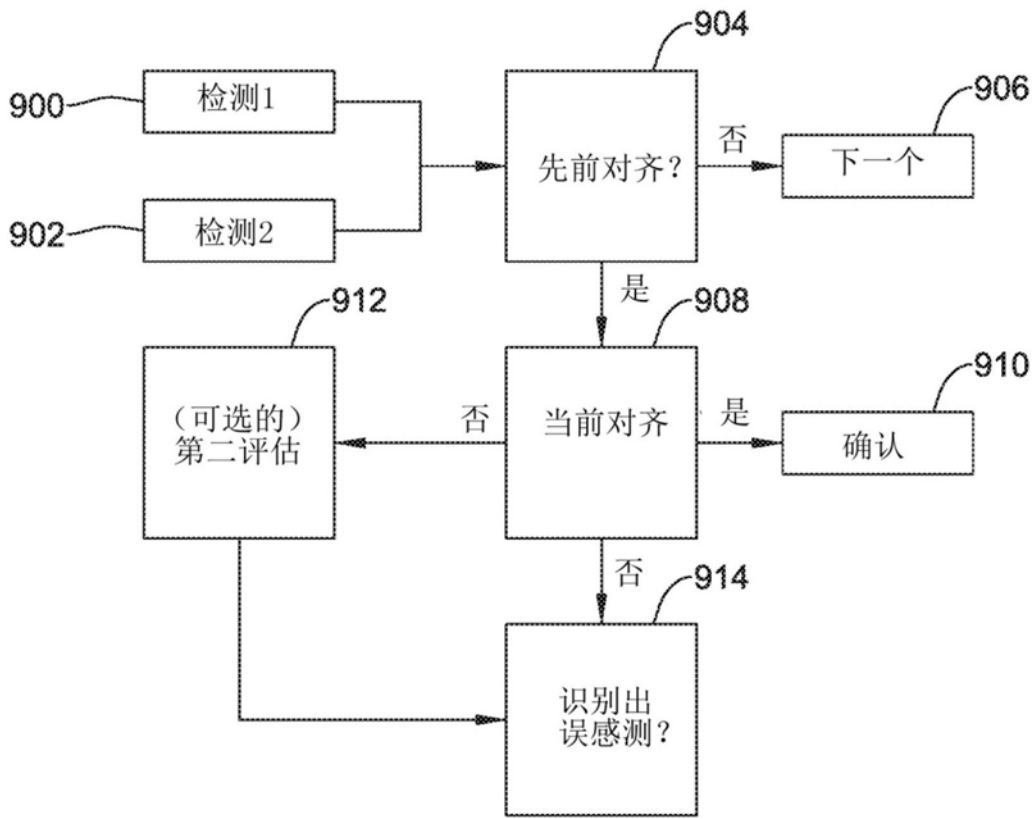 904
900
检测1
906
先前对齐？
否
下一个
902
检测2
是
912
908
910
（可选的）
第二评估
否
当前对齐
是
确认
否
914
识别出
误感测？